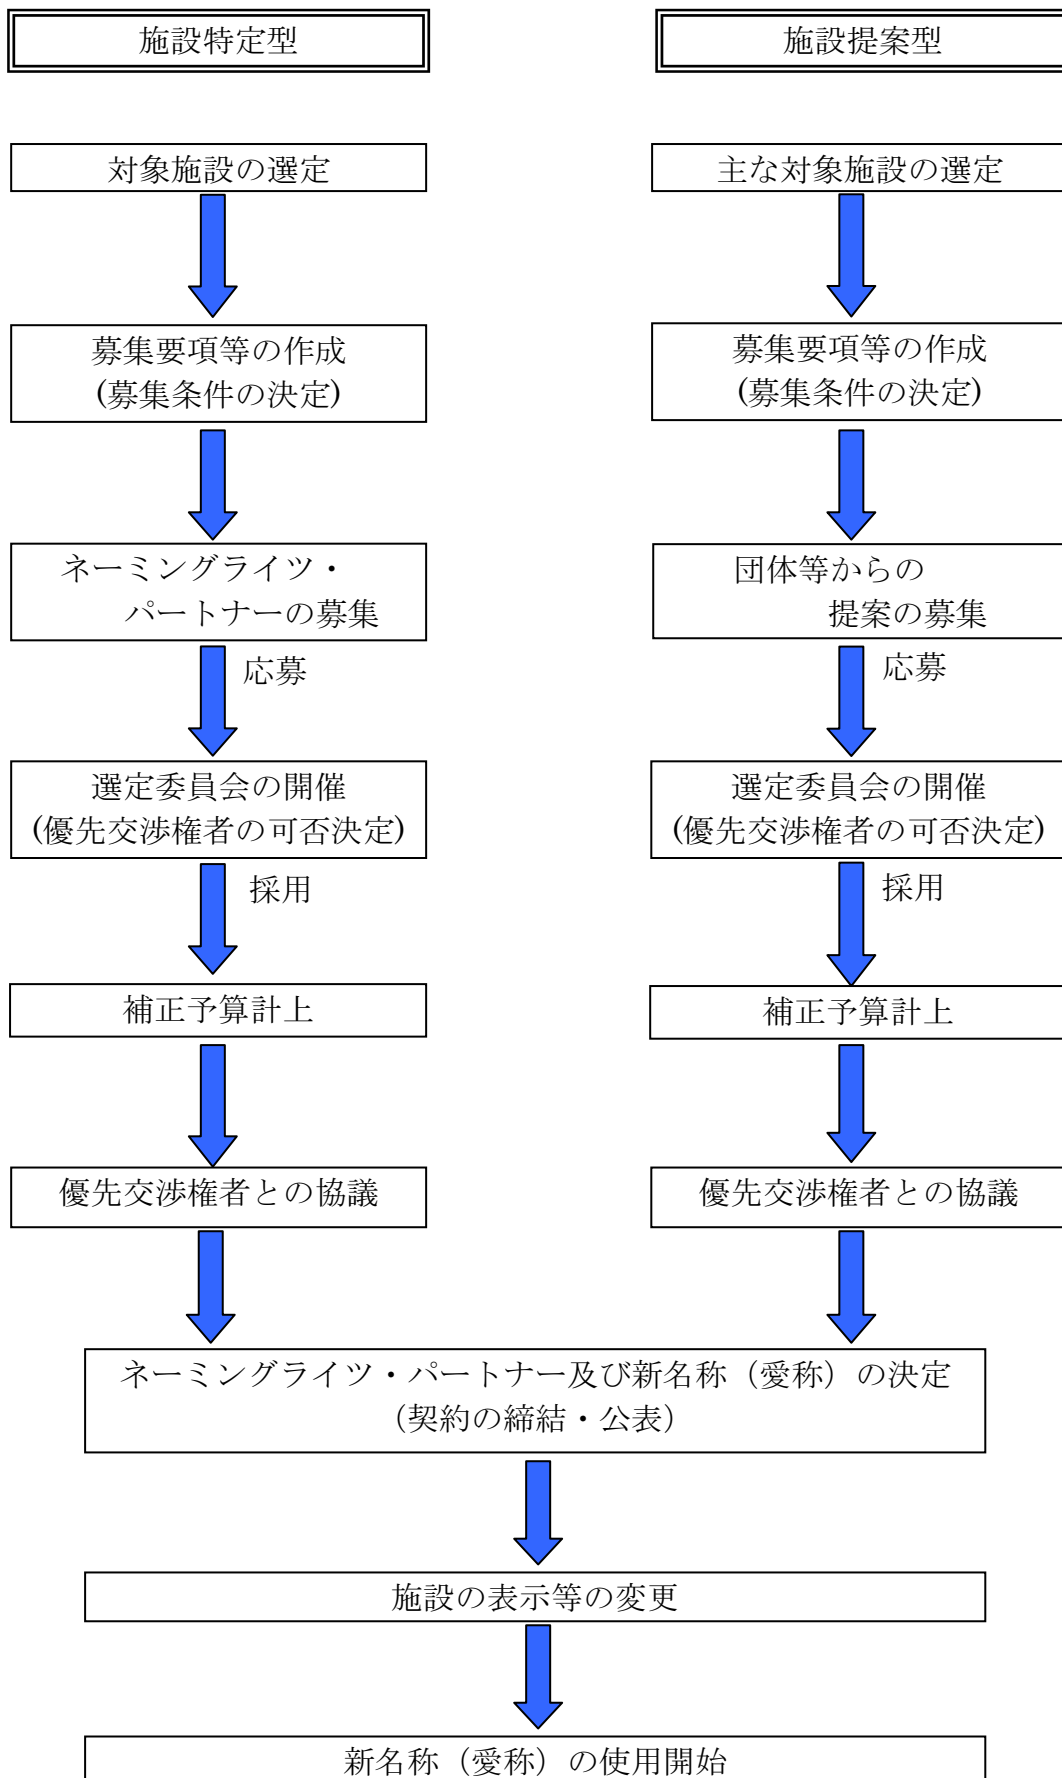 施設特定型
施設提案型
対象施設の選定
主な対象施設の選定
募集要項等の作成
(募集条件の決定)
募集要項等の作成
(募集条件の決定)
ネーミングライツ・
パートナーの募集
団体等からの
提案の募集
応募
応募
選定委員会の開催
(優先交渉権者の可否決定)
選定委員会の開催
(優先交渉権者の可否決定)
採用
採用
補正予算計上
補正予算計上
優先交渉権者との協議
優先交渉権者との協議
ネーミングライツ・パートナー及び新名称（愛称）の決定
（契約の締結・公表）
施設の表示等の変更
新名称（愛称）の使用開始